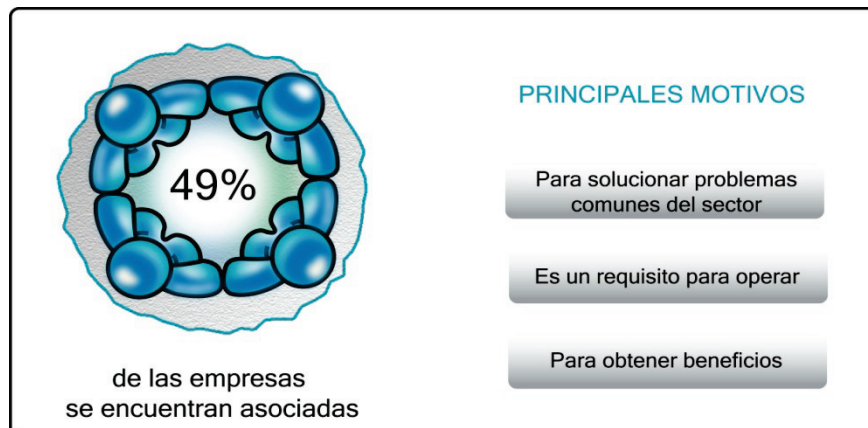 49%
de las empresas
se encuentran asociadas
PRINCIPALES MOTIVOS
Para solucionar problemas
comunes del sector
Es un requisito para operar
Para obtener beneficios